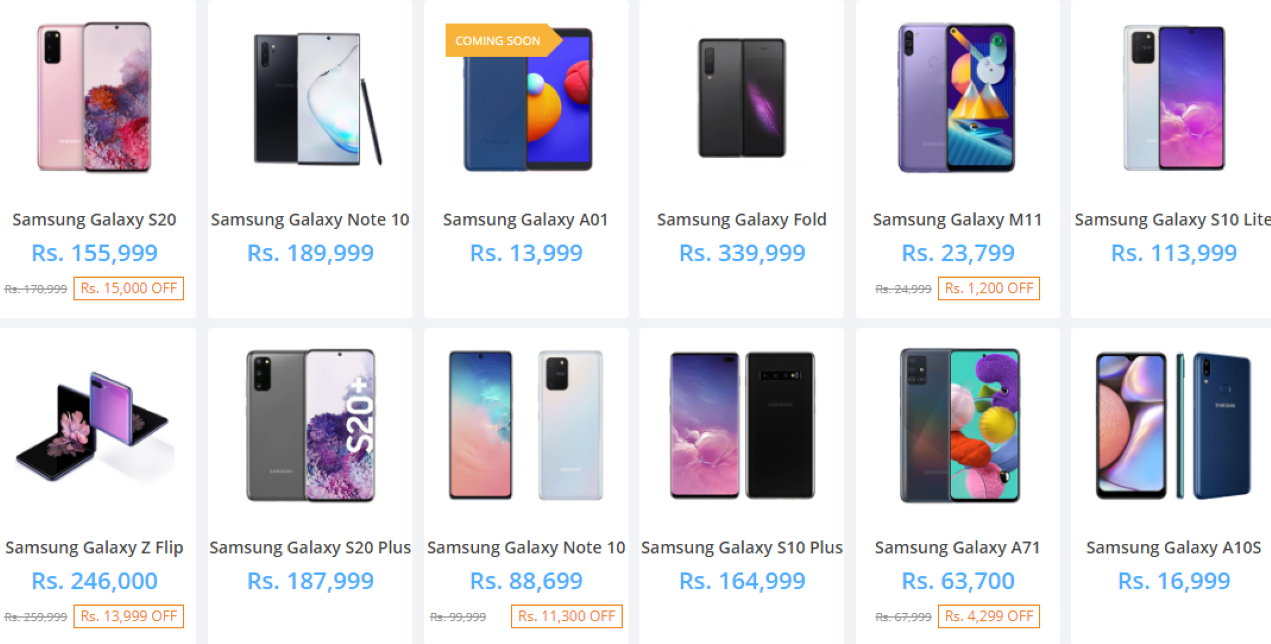 COMING SOON
Samsung Galaxy S20
Rs. 155,999
Rs. 170,999 Rs. 15,000 OFF
Samsung Galaxy Note 10
Rs. 189,999
Samsung Galaxy A01
Rs. 13,999
Samsung Galaxy Fold
Rs. 339,999
Samsung Galaxy M11
Rs. 23,799
Rs. 24,999 Rs. 1,200 OFF
Samsung Galaxy S10 Lite
Rs. 113,999
S20+
SAMSUNG
Samsung Galaxy Z Flip
Rs. 246,000
Rs. 259,999 Rs. 13,999 OFF
Samsung Galaxy S20 Plus
Rs. 187,999
Samsung Galaxy Note 10
Rs. 88,699
Rs. 99,999 Rs. 11,300 OFF
Samsung Galaxy S10 Plus
Rs. 164,999
Samsung Galaxy A71
Rs. 63,700
Rs. 67,999 Rs. 4,299 OFF
Samsung Galaxy A10S
Rs. 16,999